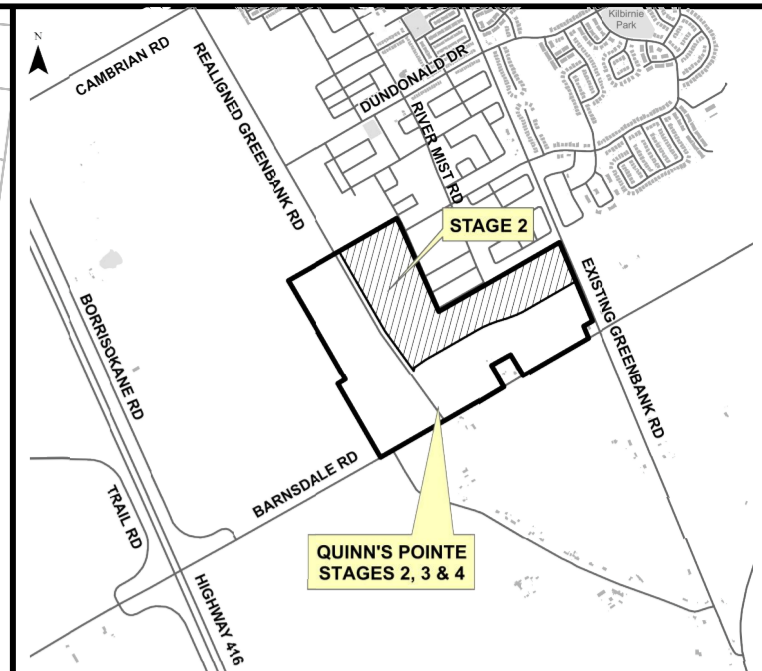 Kilbirnie
Park
N
CAMBRIAN RD
REALIGNED GREENBANK RD
DUNDONALD DR
RIVER MIST RD
STAGE 2
EXISTING GREENBANK RD
BORRISOKANE RD
BARNSDALE RD
TRAIL RD
QUINN'S POINTE
STAGES 2, 3 & 4
HIGHWAY 416